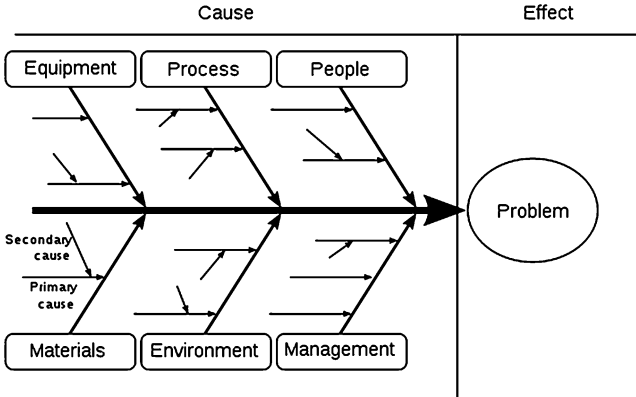 Cause
Effect
Equipment
Process
People
Problem
Secondary
cause
Primary
cause
Materials
Environment
Management